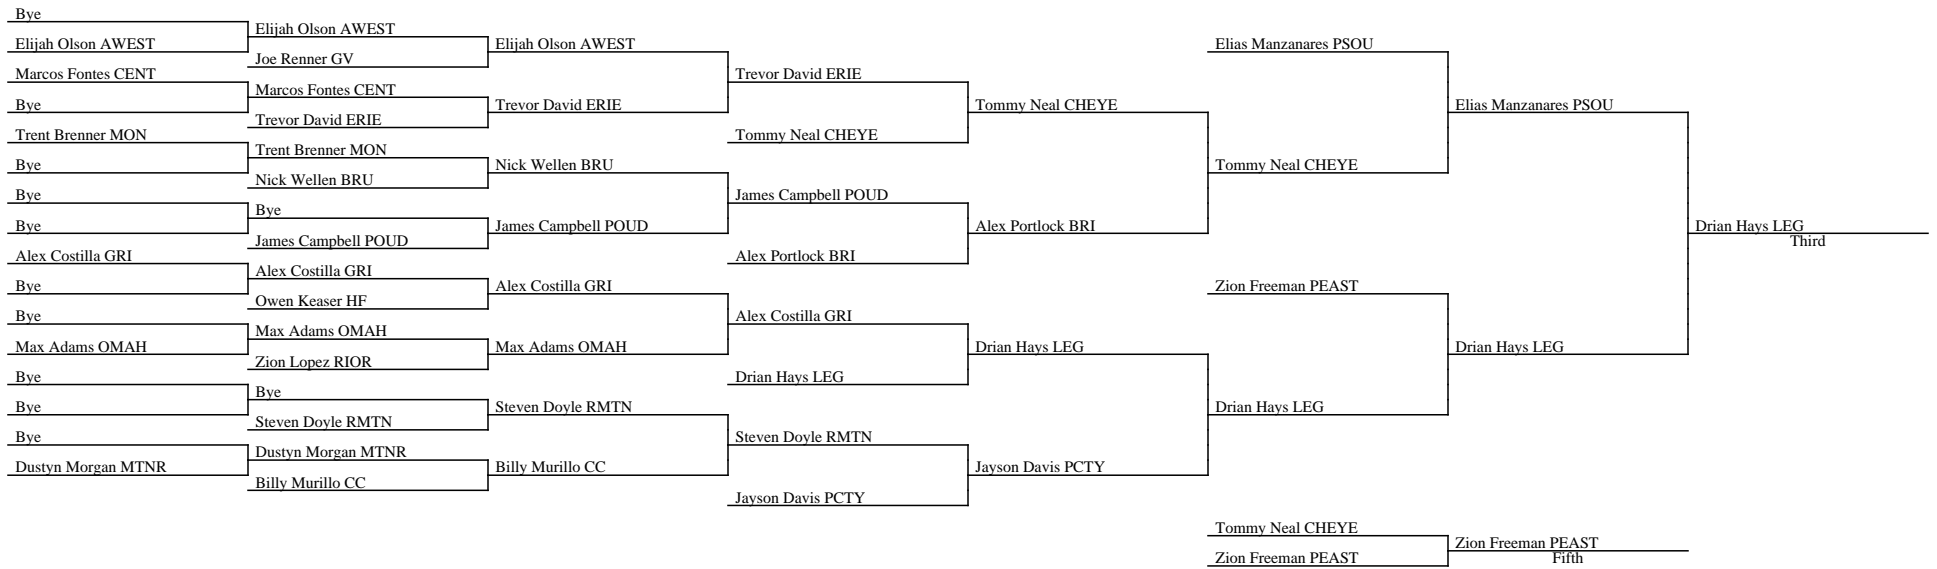 Bye
Elijah Olson AWEST
Marcos Fontes CENT
Bye
Trent Brenner MON
Bye
Bye
Bye
Alex Costilla GRI
Bye
Bye
Max Adams OMAH
Bye
Bye
Bye
Dustyn Morgan MTNR
Elijah Olson AWEST
Joe Renner GV
Marcos Fontes CENT
Trevor David ERIE
Trent Brenner MON
Nick Wellen BRU
Bye
James Campbell POUD
Alex Costilla GRI
Owen Keaser HF
Max Adams OMAH
Zion Lopez RIOR
Bye
Steven Doyle RMTN
Dustyn Morgan MTNR
Billy Murillo CC
Elijah Olson AWEST
Trevor David ERIE
Nick Wellen BRU
James Campbell POUD
Alex Costilla GRI
Max Adams OMAH
Steven Doyle RMTN
Billy Murillo CC
Trevor David ERIE
Tommy Neal CHEYE
James Campbell POUD
Alex Portlock BRI
Alex Costilla GRI
Drian Hays LEG
Steven Doyle RMTN
Jayson Davis PCTY
Tommy Neal CHEYE
Alex Portlock BRI
Drian Hays LEG
Jayson Davis PCTY
Elias Manzanares PSOU
Tommy Neal CHEYE
Zion Freeman PEAST
Drian Hays LEG
Elias Manzanares PSOU
Drian Hays LEG
Drian Hays LEG
Third
Tommy Neal CHEYE
Zion Freeman PEAST
Zion Freeman PEAST
Fifth